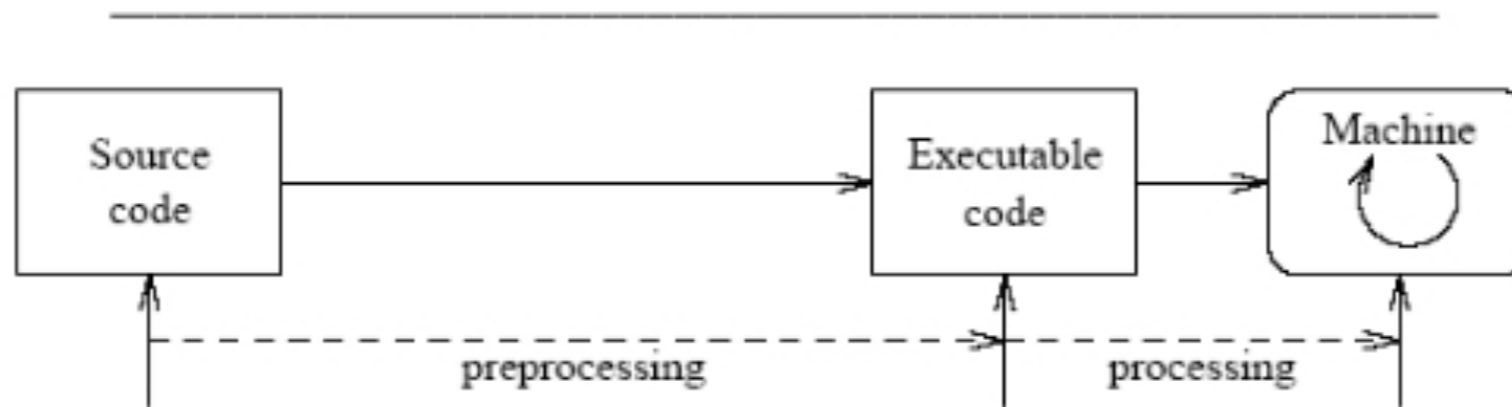 Source
code
Executable
code
Machine
preprocessing
processing